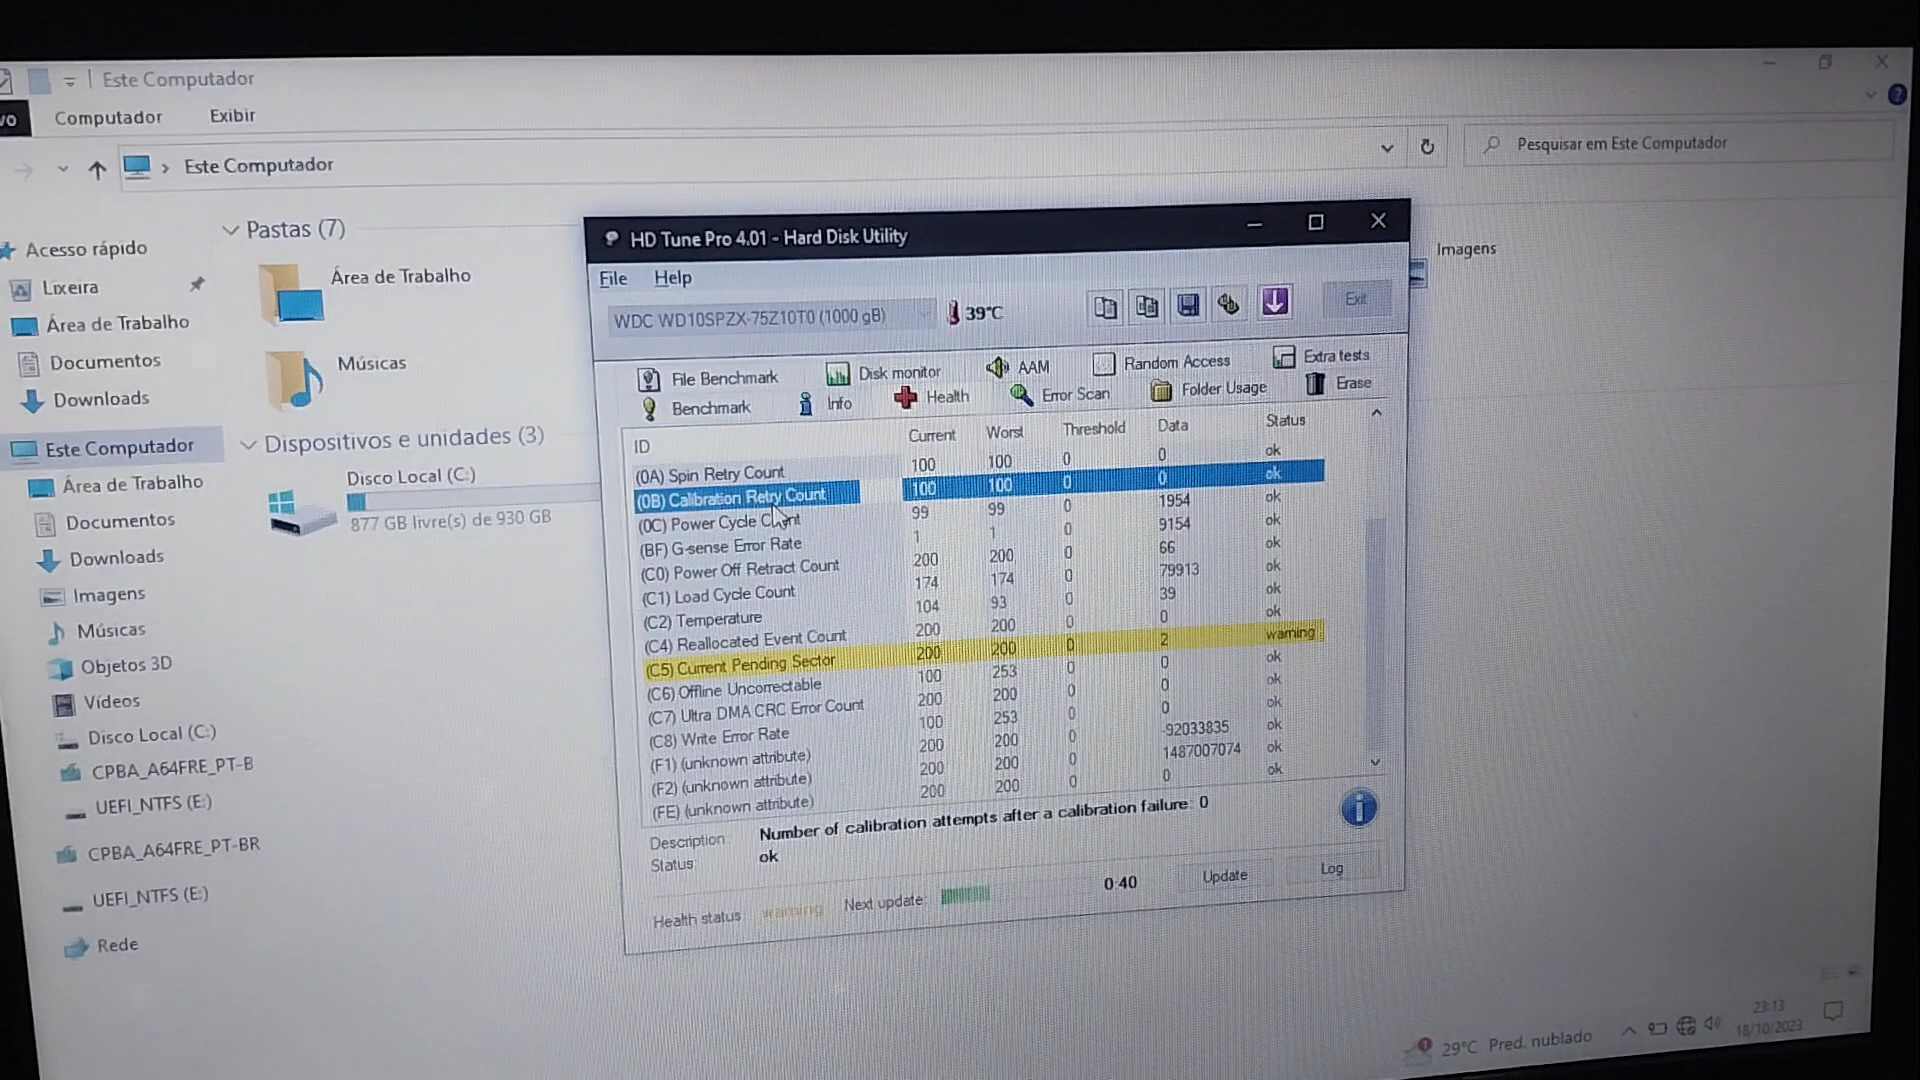 Este Computador
vo
Computador
Exibir
Este Computador
Pesquisar em Este Computador
Acesso rápido
Lixeira
Área de Trabalho
Documentos
Downloads
Este Computador
Área de Trabalho
Documentos
Downloads
Imagens
Músicas
Objetos 3D
Vídeos
Disco Local (C:)
CPBA_A64FRE_PT-B
UEFI_NTFS (E:)
CPBA_A64FRE_PT-BR
UEFI_NTFS (E:)
Rede
Pastas (7)
Área de Trabalho
Músicas
Imagens
Dispositivos e unidades (3)
Disco Local (C:)
877 GB livre(s) de 930 GB
HD Tune Pro 4.01 - Hard Disk Utility
File Help
WDC WD10SPZX-75Z10T0 (1000 gB) 39°C
Exit
File Benchmark Disk monitor AAM Random Access Extra tests
Benchmark Info Health Error Scan Folder Usage Erase
ID Current Worst Threshold Data Status
(0A) Spin Retry Count 100 100 0 0 ok
(0B) Calibration Retry Count 100 100 0 0 ok
(0C) Power Cycle Count 99 99 0 1954 ok
(BF) G-sense Error Rate 1 1 0 9154 ok
(C0) Power Off Retract Count 200 200 0 66 ok
(C1) Load Cycle Count 174 174 0 79913 ok
(C2) Temperature 104 93 0 39 ok
(C4) Reallocated Event Count 200 200 0 0 ok
(C5) Current Pending Sector 200 200 0 2 warning
(C6) Offline Uncorrectable 100 253 0 0 ok
(C7) Ultra DMA CRC Error Count 200 200 0 0 ok
(C8) Write Error Rate 100 253 0 0 ok
(F1) (unknown attribute) 200 200 0 -92033835 ok
(F2) (unknown attribute) 200 200 0 1487007074 ok
(FE) (unknown attribute) 200 200 0 0 ok
Description: Number of calibration attempts after a calibration failure: 0
Status: ok
Health status: warning Next update: 0:40 Update Log
29°C Pred. nublado
23:13
18/10/2023